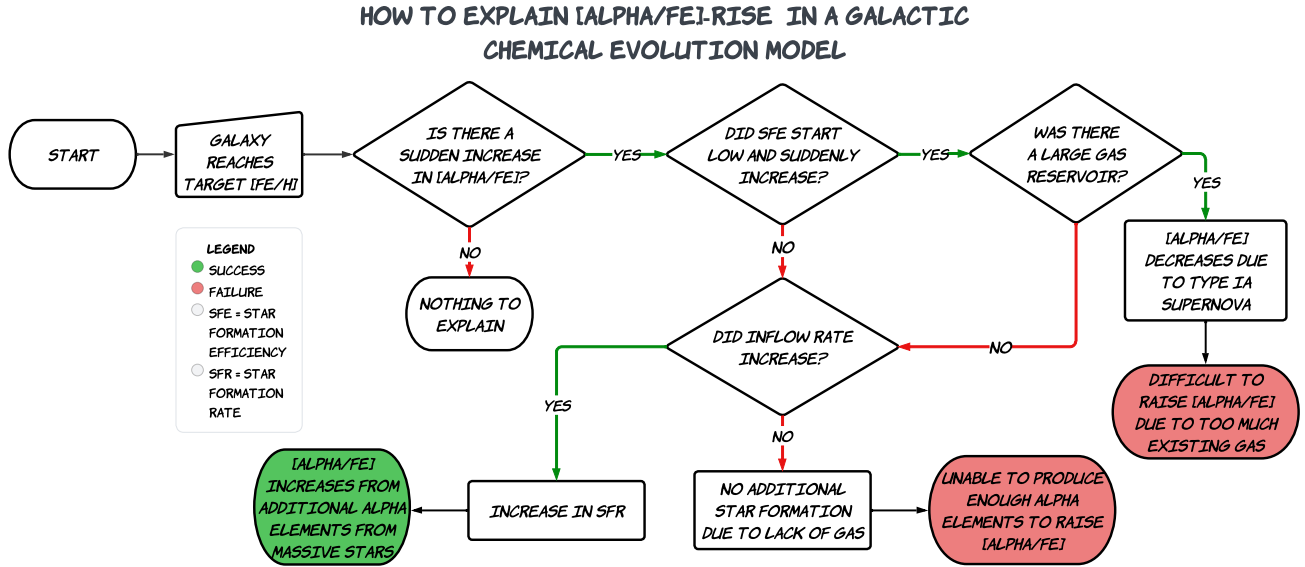 HOW TO EXPLAIN [ALPHA/FE]-RISE IN A GALACTIC
CHEMICAL EVOLUTION MODEL
START
GALAXY
REACHES
TARGET [FE/H]
IS THERE A
SUDDEN INCREASE
IN [ALPHA/FE]?
YES
DID SFE START
LOW AND SUDDENLY
INCREASE?
YES
WAS THERE
A LARGE GAS
RESERVOIR?
YES
NO
NOTHING TO
EXPLAIN
NO
[ALPHA/FE]
DECREASES DUE
TO TYPE IA
SUPERNOVA
LEGEND
SUCCESS
FAILURE
SFE = STAR
FORMATION
EFFICIENCY
SFR = STAR
FORMATION
RATE
DID INFLOW RATE
INCREASE?
NO
DIFFICULT TO
RAISE [ALPHA/FE]
DUE TO TOO MUCH
EXISTING GAS
YES
NO
[ALPHA/FE]
INCREASES FROM
ADDITIONAL ALPHA
ELEMENTS FROM
MASSIVE STARS
INCREASE IN SFR
NO ADDITIONAL
STAR FORMATION
DUE TO LACK OF GAS
UNABLE TO PRODUCE
ENOUGH ALPHA
ELEMENTS TO RAISE
[ALPHA/FE]